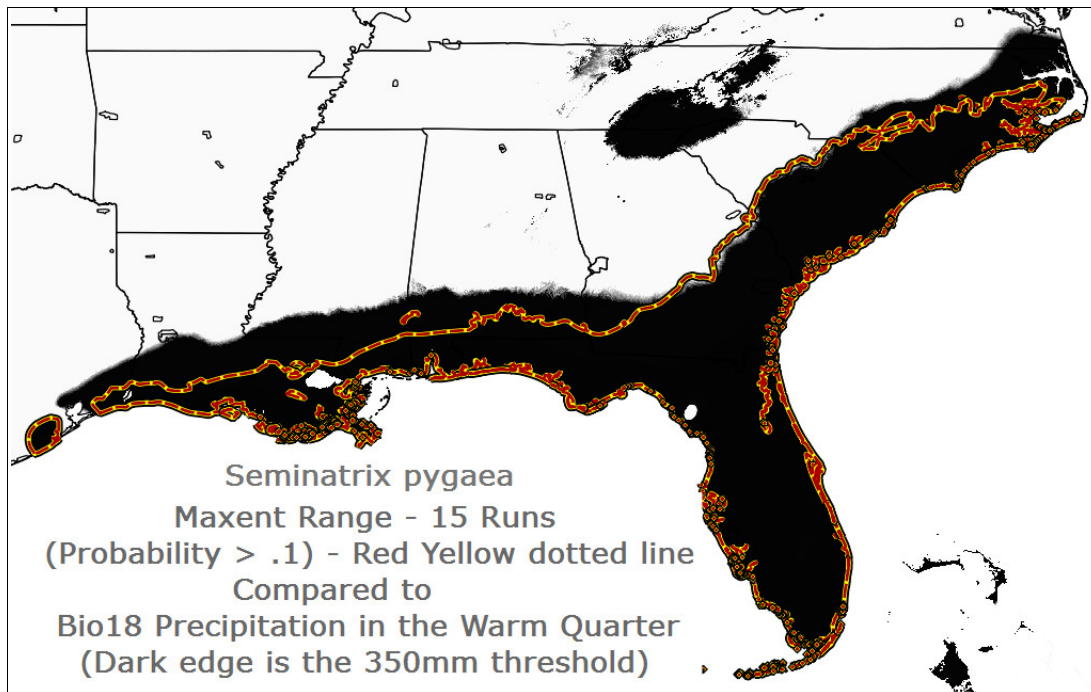 Seminatrix pygaea
Maxent Range - 15 Runs
(Probability > .1) - Red Yellow dotted line
Compared to
Bio18 Precipitation in the Warm Quarter
(Dark edge is the 350mm threshold)